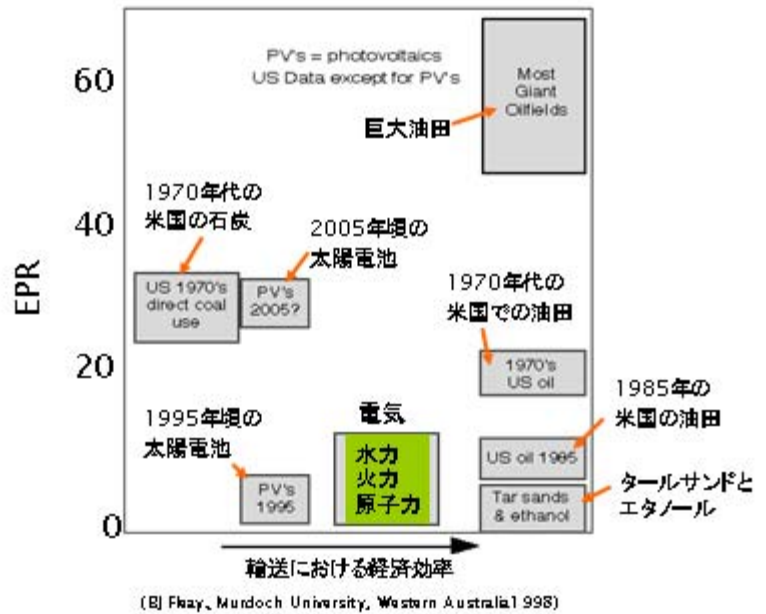 60
40
20
0
EPR
PV's = photovoltaics
US Data except for PV's
Most
Giant
Oilfields
巨大油田
1970年代の
米国の石炭
2005年頃の
太陽電池
US 1970's
direct coal
use
PV's
2005?
1970年代の
米国での油田
1970's
US oil
1995年頃の
太陽電池
電気
水力
火力
原子力
1985年の
米国の油田
US oil 1985
PV's
1995
Tar sands
& ethanol
タールサンドと
エタノール
輸送における経済効率
(BJ Fleay、Murdoch University, Western Australia1998)